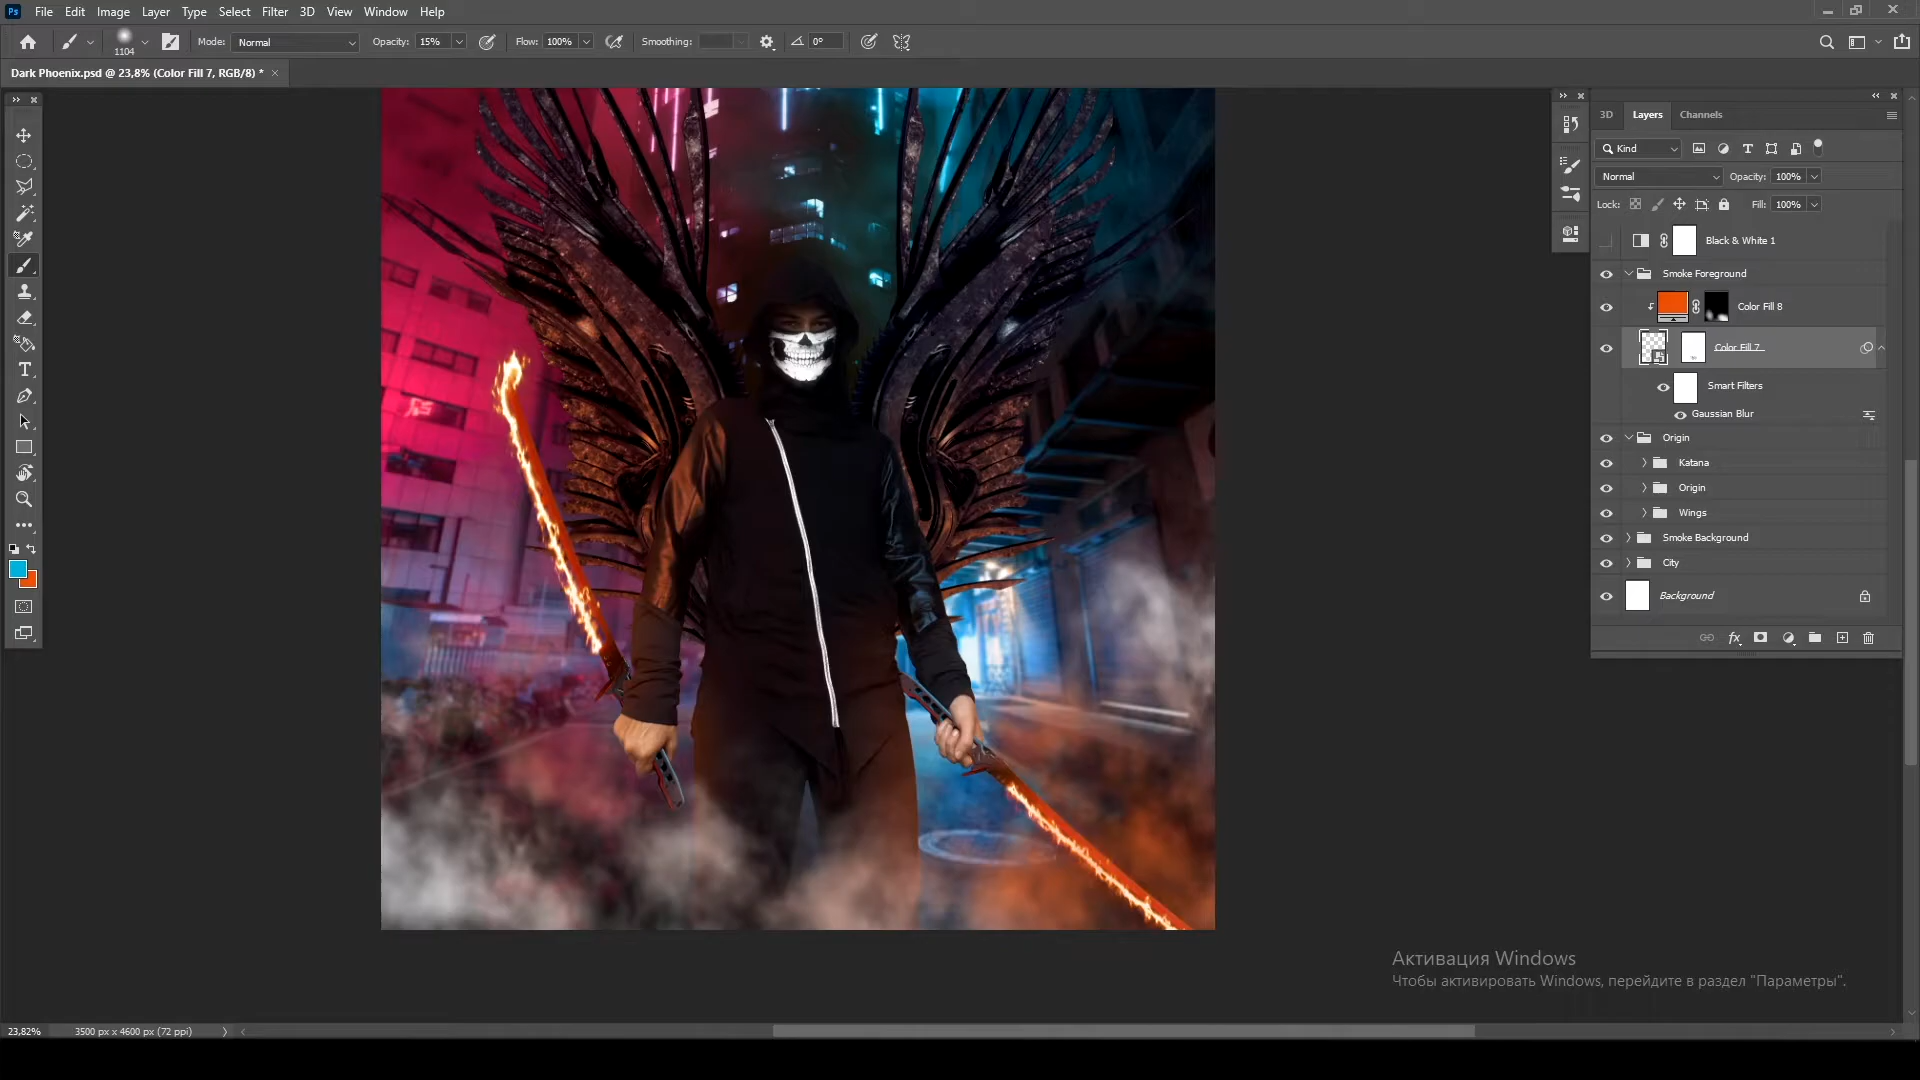 Ps File Edit Image Layer Type Select Filter 3D View Window Help
1104 Mode: Normal Opacity: 15% Flow: 100% Smoothing: 0°
Dark Phoenix.psd @ 23,8% (Color Fill 7, RGB/8) *
3D Layers Channels
Kind
Normal Opacity: 100%
Lock: Fill: 100%
Black & White 1
Smoke Foreground
Color Fill 8
Color Fill 7
Smart Filters
Gaussian Blur
Origin
Katana
Origin
Wings
Smoke Background
City
Background
fx
Активация Windows
Чтобы активировать Windows, перейдите в раздел "Параметры".
23,82% 3500 px x 4600 px (72 ppi)